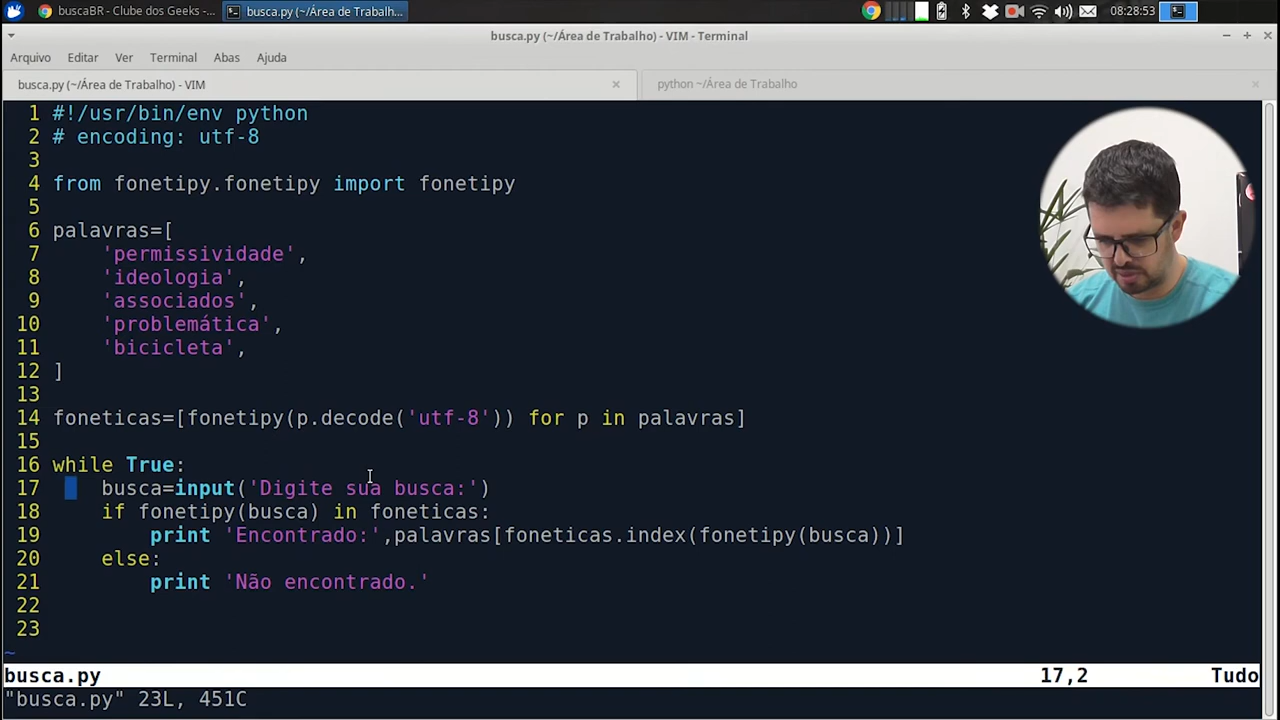 buscaBR - Clube dos Geeks -...
busca.py (~/Área de Trabalh...
08:28:53
busca.py (~/Área de Trabalho) - VIM - Terminal
Arquivo Editar Ver Terminal Abas Ajuda
busca.py (~/Área de Trabalho) - VIM
python ~/Área de Trabalho
1 #!/usr/bin/env python
2 # encoding: utf-8
3
4 from fonetipy.fonetipy import fonetipy
5
6 palavras=[
7     'permissividade',
8     'ideologia',
9     'associados',
10     'problemática',
11     'bicicleta',
12 ]
13
14 foneticas=[fonetipy(p.decode('utf-8')) for p in palavras]
15
16 while True:
17     busca=input('Digite sua busca:')
18     if fonetipy(busca) in foneticas:
19         print 'Encontrado:',palavras[foneticas.index(fonetipy(busca))]
20     else:
21         print 'Não encontrado.'
22
23
~
busca.py 17,2 Tudo
"busca.py" 23L, 451C